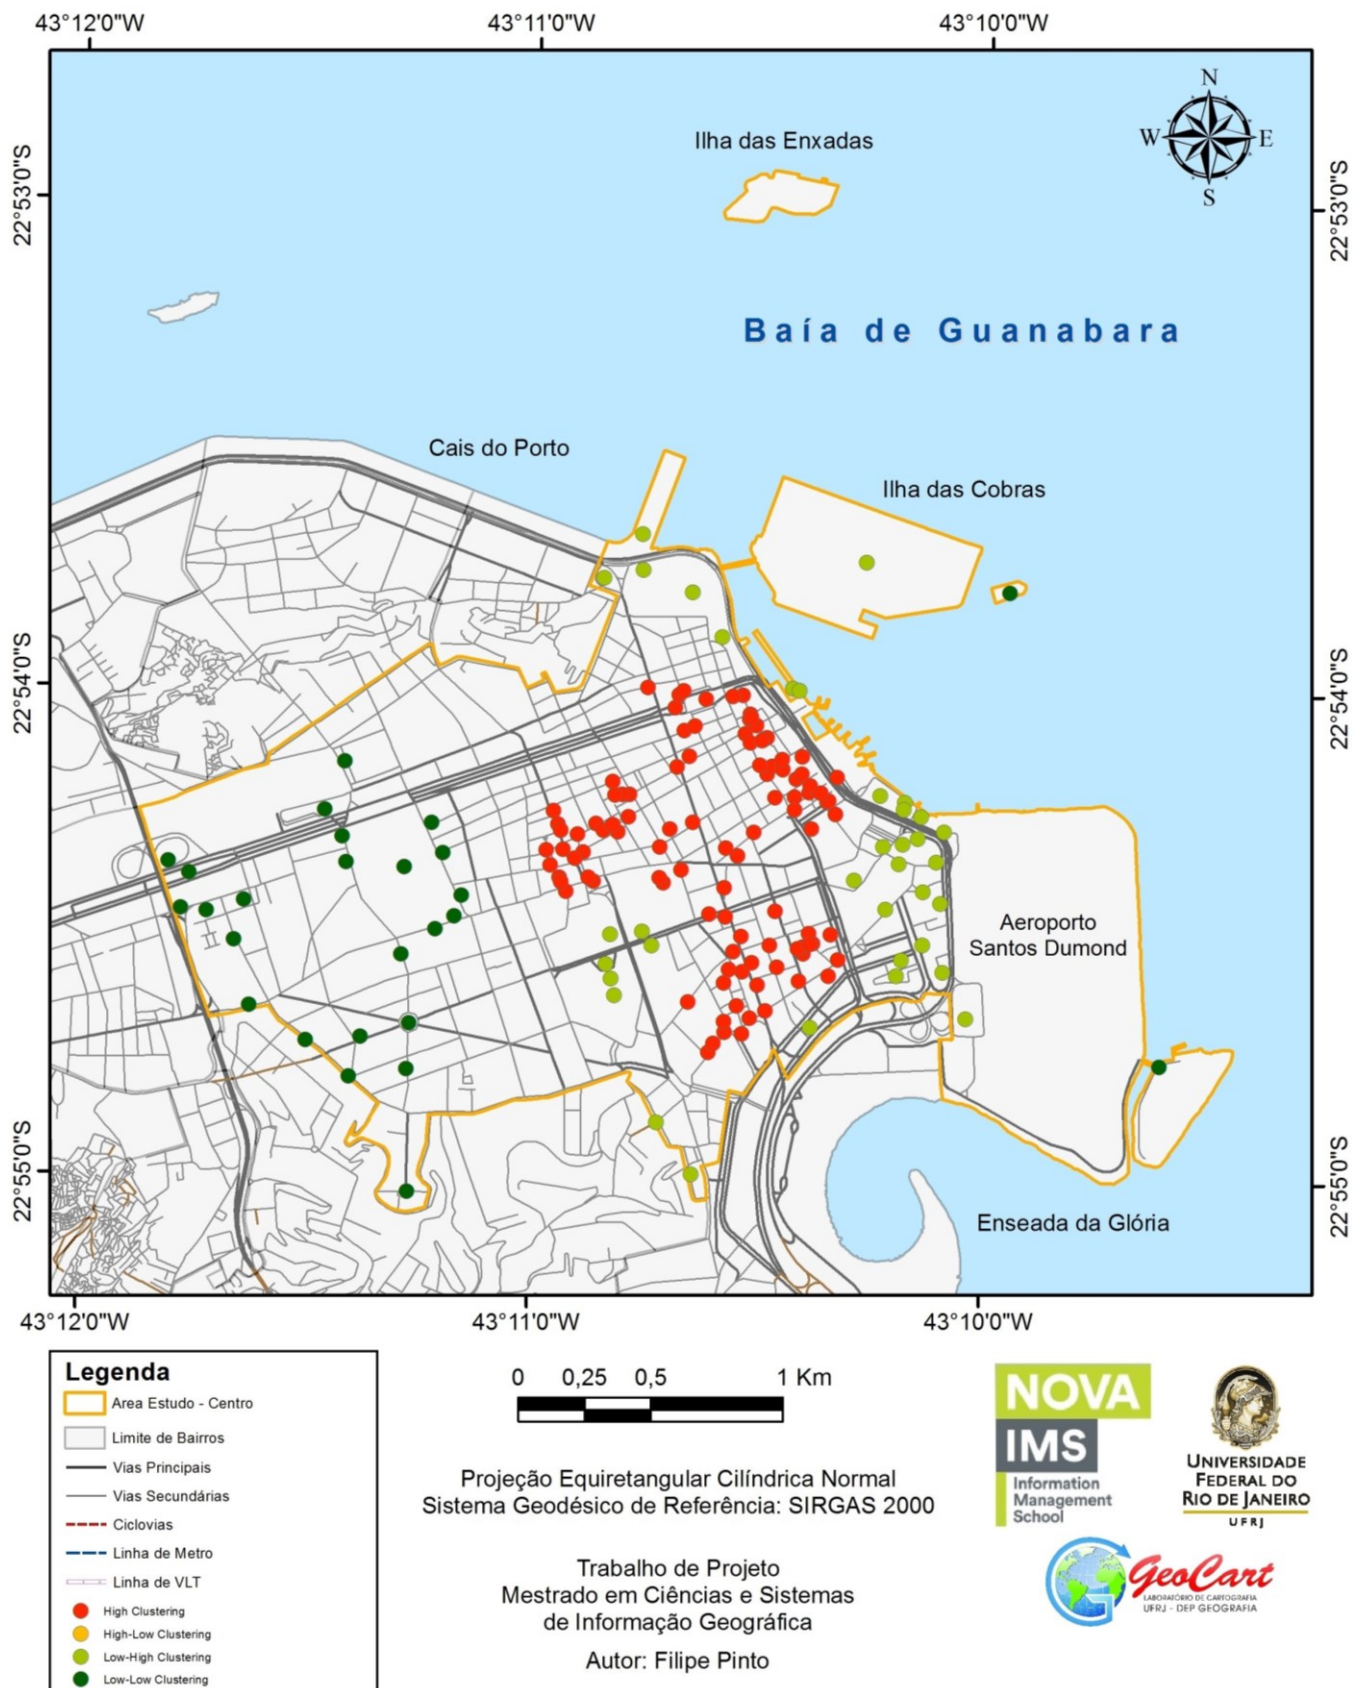 43°12'0"W
43°11'0"W
43°10'0"W
N
Ilha das Enxadas
W
E
S
22°53'0"S
22°53'0"S
Baía de Guanabara
Cais do Porto
Ilha das Cobras
22°54'0"S
22°54'0"S
Aeroporto
Santos Dumond
22°55'0"S
22°55'0"S
Enseada da Glória
43°12'0"W
43°11'0"W
43°10'0"W
Legenda
Area Estudo - Centro
Limite de Bairros
Vias Principais
Vias Secundárias
Ciclovias
Linha de Metro
Linha de VLT
High Clustering
High-Low Clustering
Low-High Clustering
Low-Low Clustering
0 0,25 0,5 1 Km
Projeção Equiretangular Cilíndrica Normal
Sistema Geodésico de Referência: SIRGAS 2000
Trabalho de Projeto
Mestrado em Ciências e Sistemas
de Informação Geográfica
Autor: Filipe Pinto
NOVA
IMS
Information
Management
School
UNIVERSIDADE
FEDERAL DO
RIO DE JANEIRO
UFRJ
GeoCart
LABORATÓRIO DE CARTOGRAFIA
UFRJ - DEP GEOGRAFIA